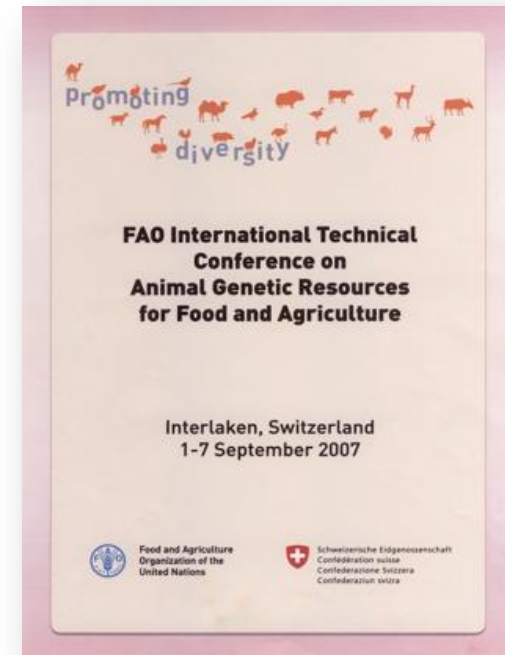 promoting
diversity
FAO International Technical
Conference on
Animal Genetic Resources
for Food and Agriculture
Interlaken, Switzerland
1-7 September 2007
Food and Agriculture
Organization of the
United Nations
Schweizerische Eidgenossenschaft
Confédération suisse
Confederazione Svizzera
Confederaziun svizra